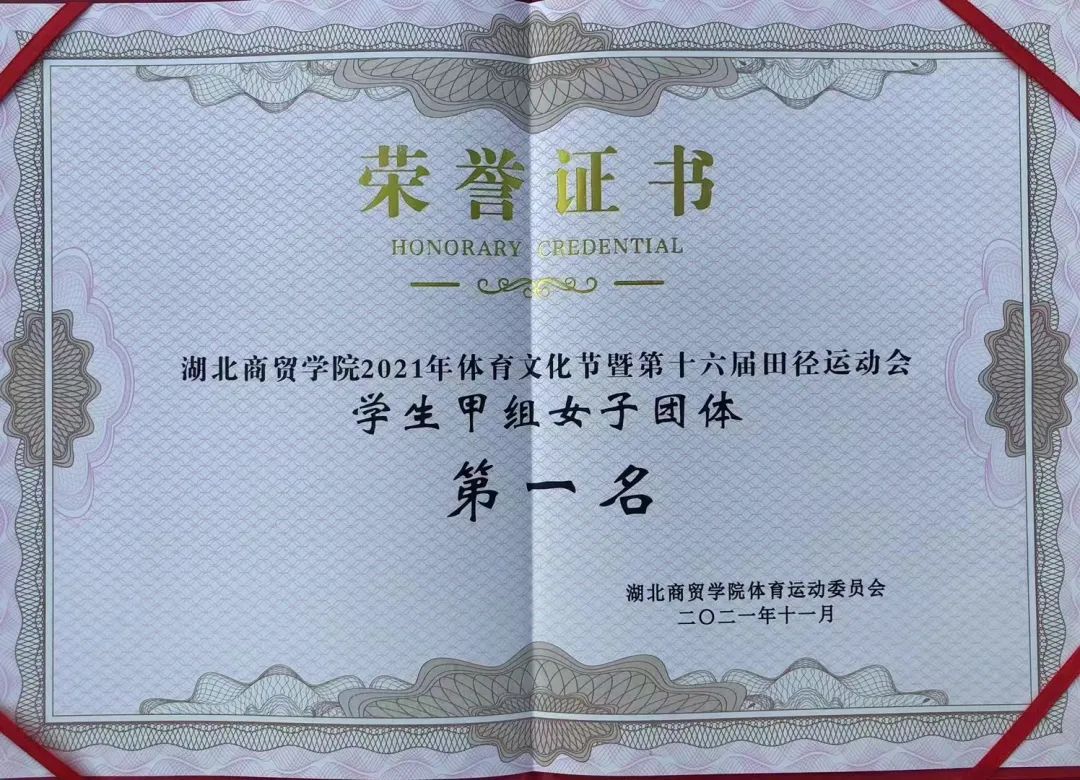 荣誉证书
HONORARY CREDENTIAL
湖北商贸学院2021年体育文化节暨第十六届田径运动会
学生甲组女子团体
第一名
湖北商贸学院体育运动委员会
二〇二一年十一月